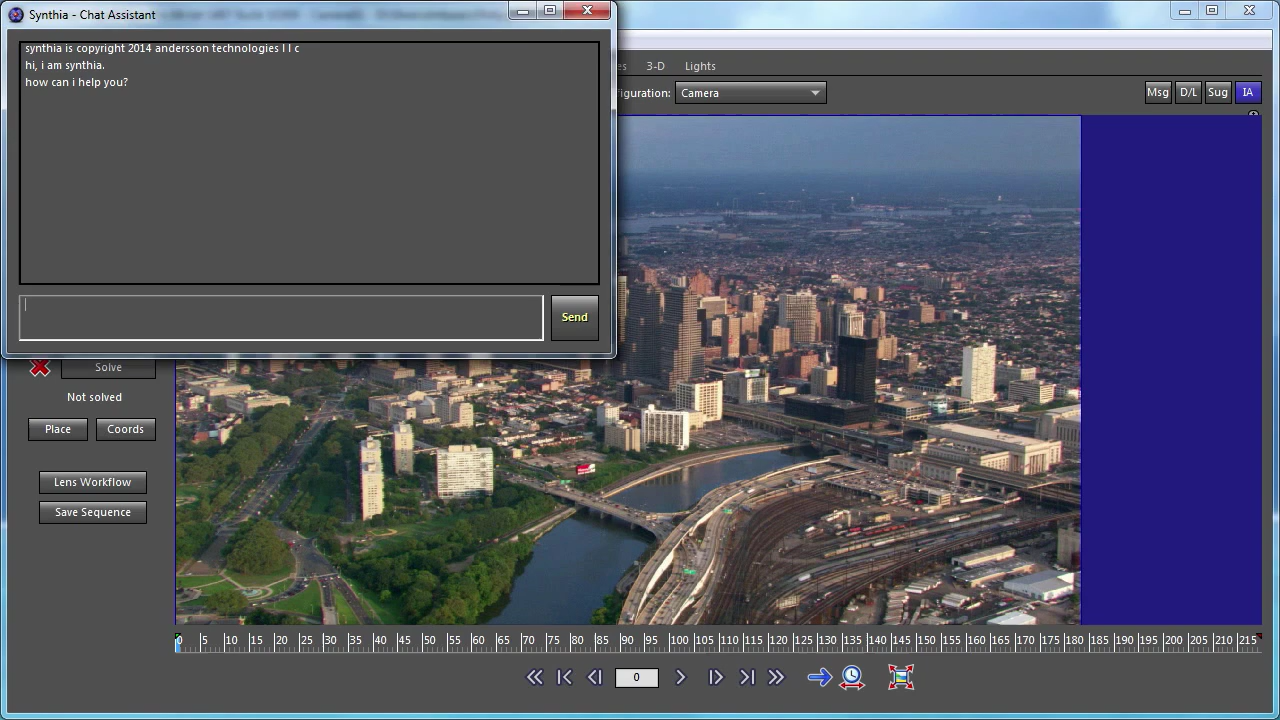 Synthia - Chat Assistant
synthia is copyright 2014 andersson technologies l l c
hi, i am synthia.
how can i help you?
Send
es 3-D Lights
figuration: Camera
Msg D/L Sug IA
Solve
Not solved
Place Coords
Lens Workflow
Save Sequence
0 5 10 15 20 25 30 35 40 45 50 55 60 65 70 75 80 85 90 95 100 105 110 115 120 125 130 135 140 145 150 155 160 165 170 175 180 185 190 195 200 205 210 215
0